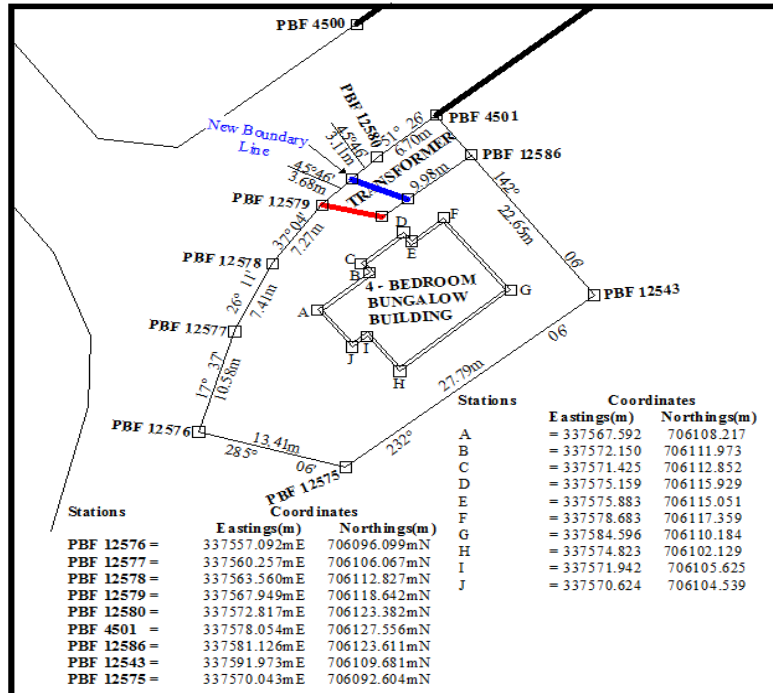 PBF 4500
PBF 12580
51° 26'
6.70m
PBF 4501
New Boundary
Line
45°46'
3.11m
TRANSFORMER
PBF 12586
45°46'
3.68m
9.98m
142° 06'
22.65m
PBF 12579
37° 04'
7.27m
D
F
E
PBF 12578
C
B
4 - BEDROOM
BUNGALOW
BUILDING
G
PBF 12543
26° 11'
7.41m
A
PBF 12577
I
J
H
27.79m
232° 06'
17° 37'
10.58m
PBF 12576
13.41m
285° 06'
PBF 12575
Stations Coordinates
Eastings(m) Northings(m)
A = 337567.592 706108.217
B = 337572.150 706111.973
C = 337571.425 706112.852
D = 337575.159 706115.929
E = 337575.883 706115.051
F = 337578.683 706117.359
G = 337584.596 706110.184
H = 337574.823 706102.129
I = 337571.942 706105.625
J = 337570.624 706104.539
Stations Coordinates
Eastings(m) Northings(m)
PBF 12576 = 337557.092mE 706096.099mN
PBF 12577 = 337560.257mE 706106.067mN
PBF 12578 = 337563.560mE 706112.827mN
PBF 12579 = 337567.949mE 706118.642mN
PBF 12580 = 337572.817mE 706123.382mN
PBF 4501 = 337578.054mE 706127.556mN
PBF 12586 = 337581.126mE 706123.611mN
PBF 12543 = 337591.973mE 706109.681mN
PBF 12575 = 337570.043mE 706092.604mN